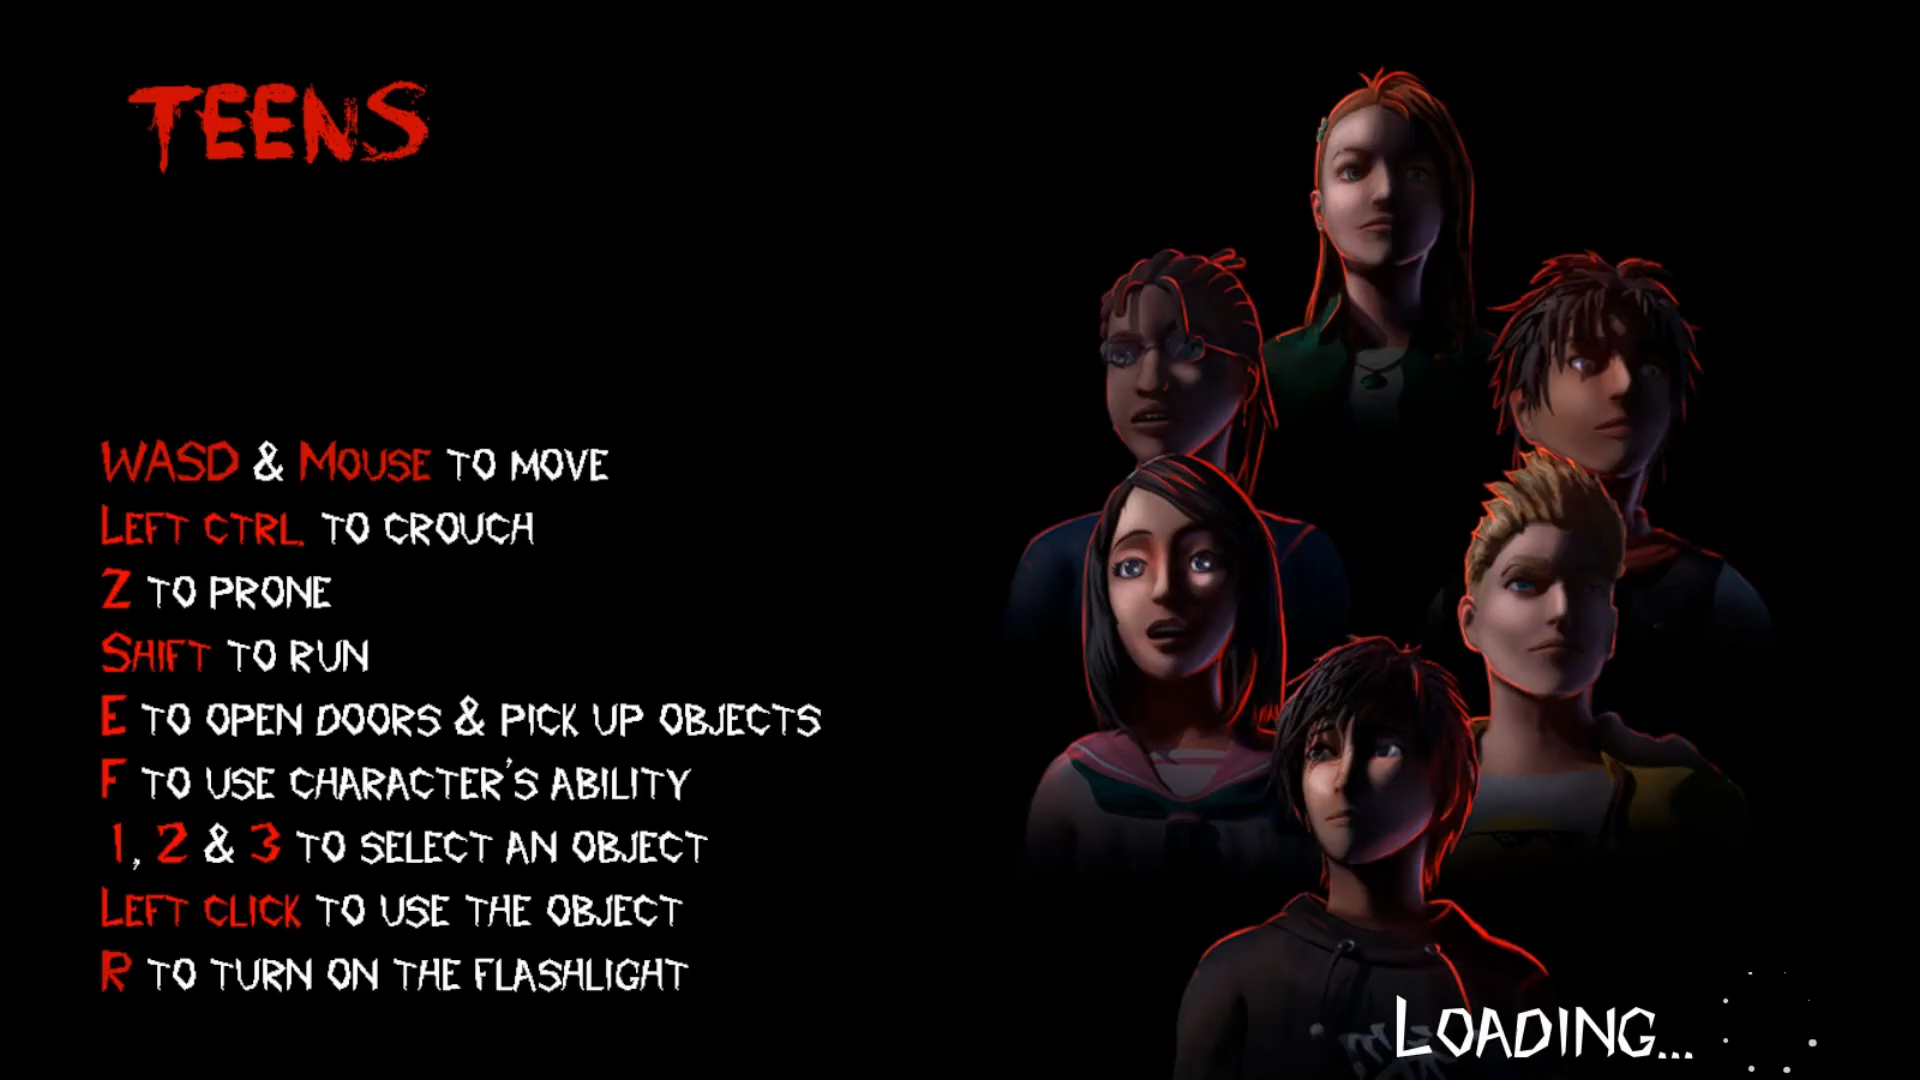 TEENS
WASD & MOUSE TO MOVE
LEFT CTRL. TO CROUCH
Z TO PRONE
SHIFT TO RUN
E TO OPEN DOORS & PICK UP OBJECTS
F TO USE CHARACTER'S ABILITY
1, 2 & 3 TO SELECT AN OBJECT
LEFT CLICK TO USE THE OBJECT
R TO TURN ON THE FLASHLIGHT
LOADING...